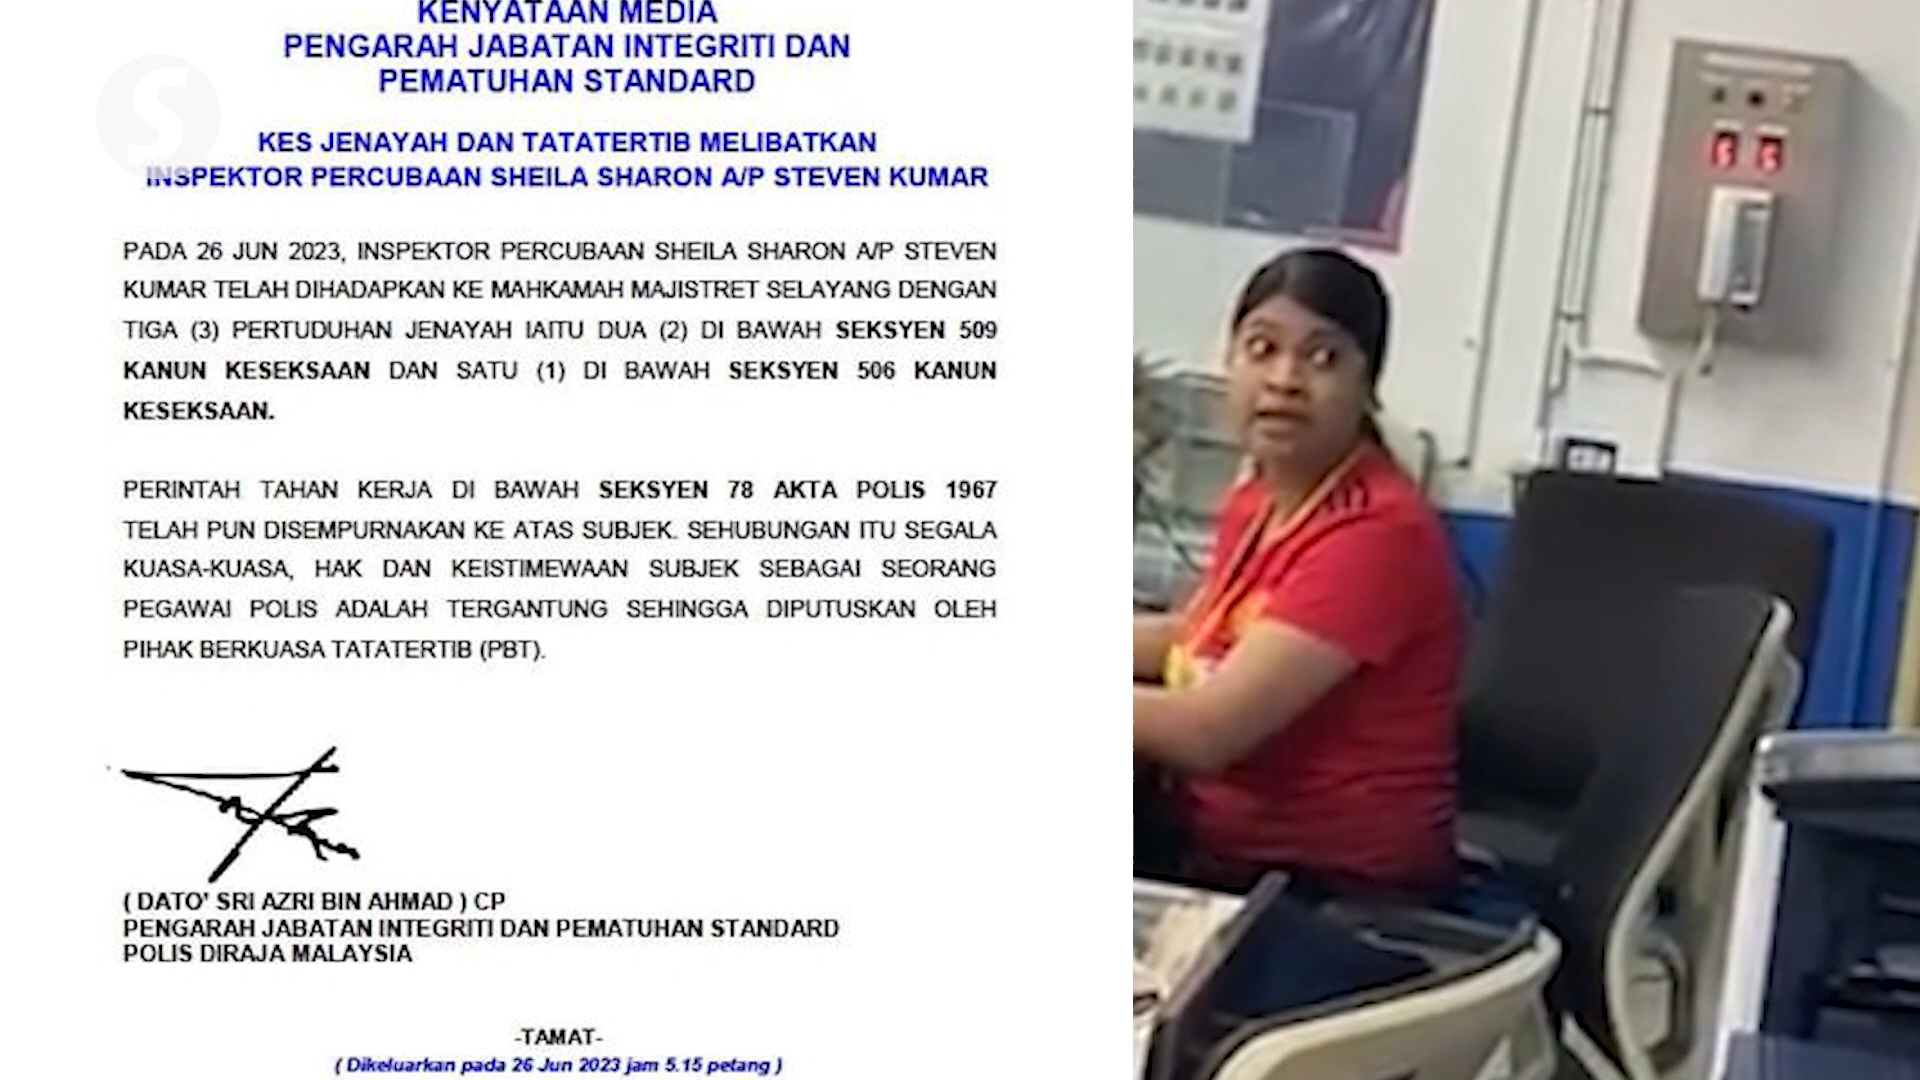 KENYATAAN MEDIA
PENGARAH JABATAN INTEGRITI DAN
PEMATUHAN STANDARD
S
KES JENAYAH DAN TATATERTIB MELIBATKAN
INSPEKTOR PERCUBAAN SHEILA SHARON A/P STEVEN KUMAR
PADA 26 JUN 2023, INSPEKTOR PERCUBAAN SHEILA SHARON A/P STEVEN
KUMAR TELAH DIHADAPKAN KE MAHKAMAH MAJISTRET SELAYANG DENGAN
TIGA (3) PERTUDUHAN JENAYAH IAITU DUA (2) DI BAWAH SEKSYEN 509
KANUN KESEKSAAN DAN SATU (1) DI BAWAH SEKSYEN 506 KANUN
KESEKSAAN.
PERINTAH TAHAN KERJA DI BAWAH SEKSYEN 78 AKTA POLIS 1967
TELAH PUN DISEMPURNAKAN KE ATAS SUBJEK. SEHUBUNGAN ITU SEGALA
KUASA-KUASA, HAK DAN KEISTIMEWAAN SUBJEK SEBAGAI SEORANG
PEGAWAI POLIS ADALAH TERGANTUNG SEHINGGA DIPUTUSKAN OLEH
PIHAK BERKUASA TATATERTIB (PBT).
( DATO' SRI AZRI BIN AHMAD ) CP
PENGARAH JABATAN INTEGRITI DAN PEMATUHAN STANDARD
POLIS DIRAJA MALAYSIA
-TAMAT-
( Dikeluarkan pada 26 Jun 2023 jam 5.15 petang )